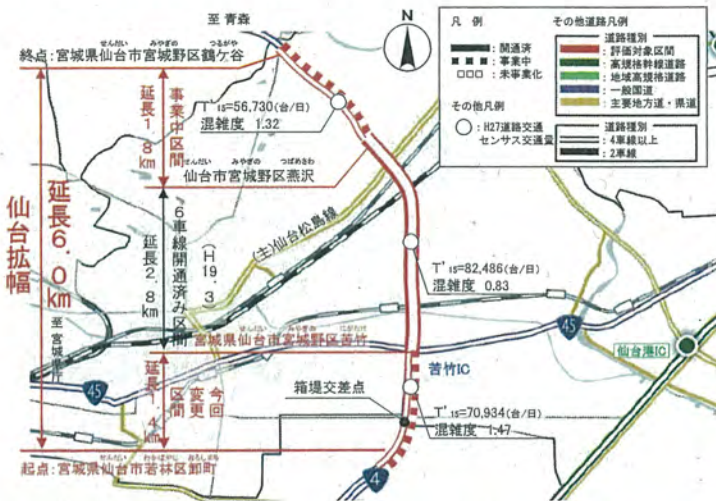 至 青森
終点:宮城県仙台市宮城野区鶴ケ谷
せんだい みやぎの つるがや
N
凡 例
:開通済
:事業中
:未事業化
その他凡例
:H27道路交通
センサス交通量
その他道路凡例
道路種別
:評価対象区間
:高規格幹線道路
:地域高規格道路
:一般国道
:主要地方道・県道
道路種別
:4車線以上
:2車線
仙台拡幅
延長6.0km
事業中区間
延長1.8km
T'15=56,730(台/日)
混雑度 1.32
せんだい みやぎの つばめさわ
仙台市宮城野区燕沢
6車線開通済み区間
(H19.3)
延長2.8km
(主)仙台松島線
T'15=82,486(台/日)
混雑度 0.83
至 宮城県庁
せんだい みやぎの にがたけ
宮城県仙台市宮城野区苦竹
45
45
苦竹IC
仙台港IC
今回
変更
区間
延長1.4km
箱堤交差点
T'15=70,934(台/日)
混雑度 1.47
せんだい わかばやし おろしまち
起点:宮城県仙台市若林区卸町
4